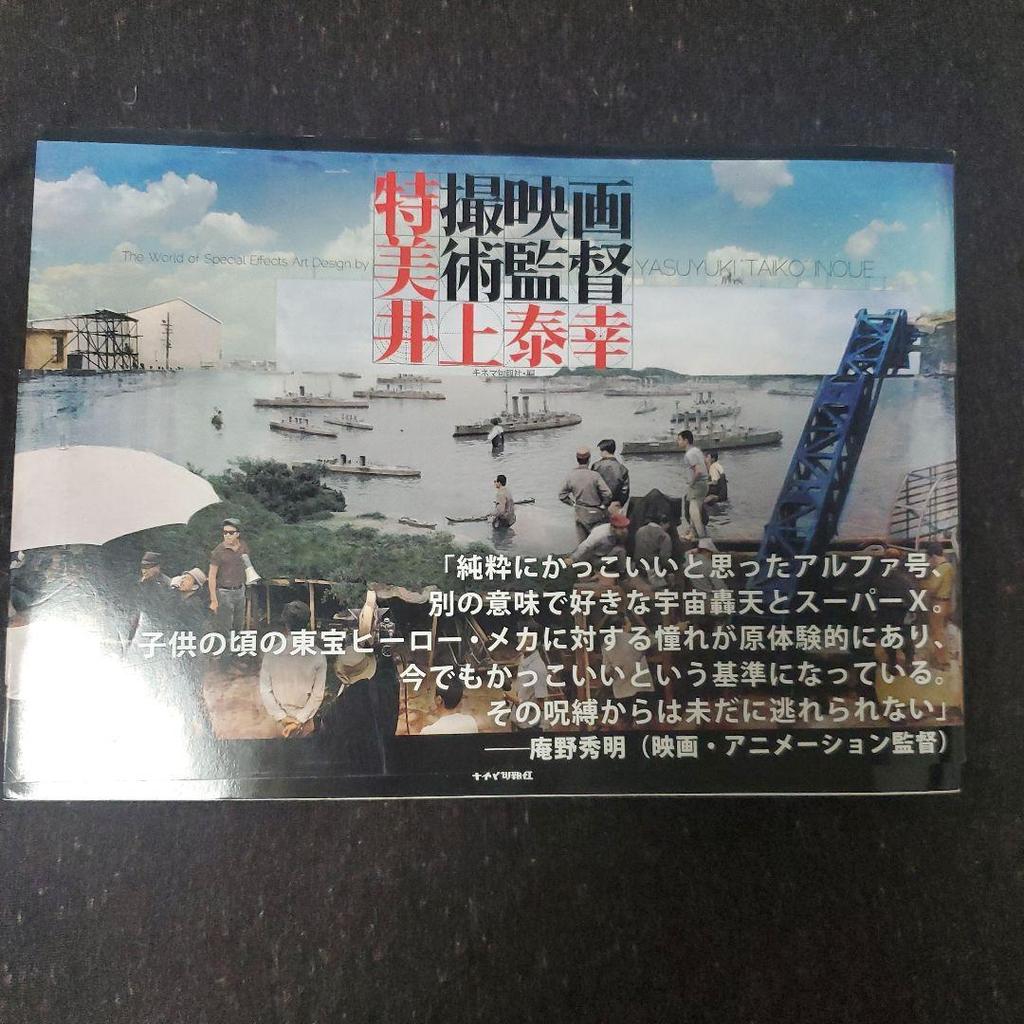 特撮映画
美術監督
井上泰幸
The World of Special Effects Art Design by YASUYUKI "TAIKO" INOUE
キネマ旬報社・編
「純粋にかっこいいと思ったアルファ号、
別の意味で好きな宇宙轟天とスーパーX。
子供の頃の東宝ヒーロー・メカに対する憧れが原体験的にあり、
今でもかっこいいという基準になっている。
その呪縛からは未だに逃れられない」
──庵野秀明（映画・アニメーション監督）
キネマ旬報社